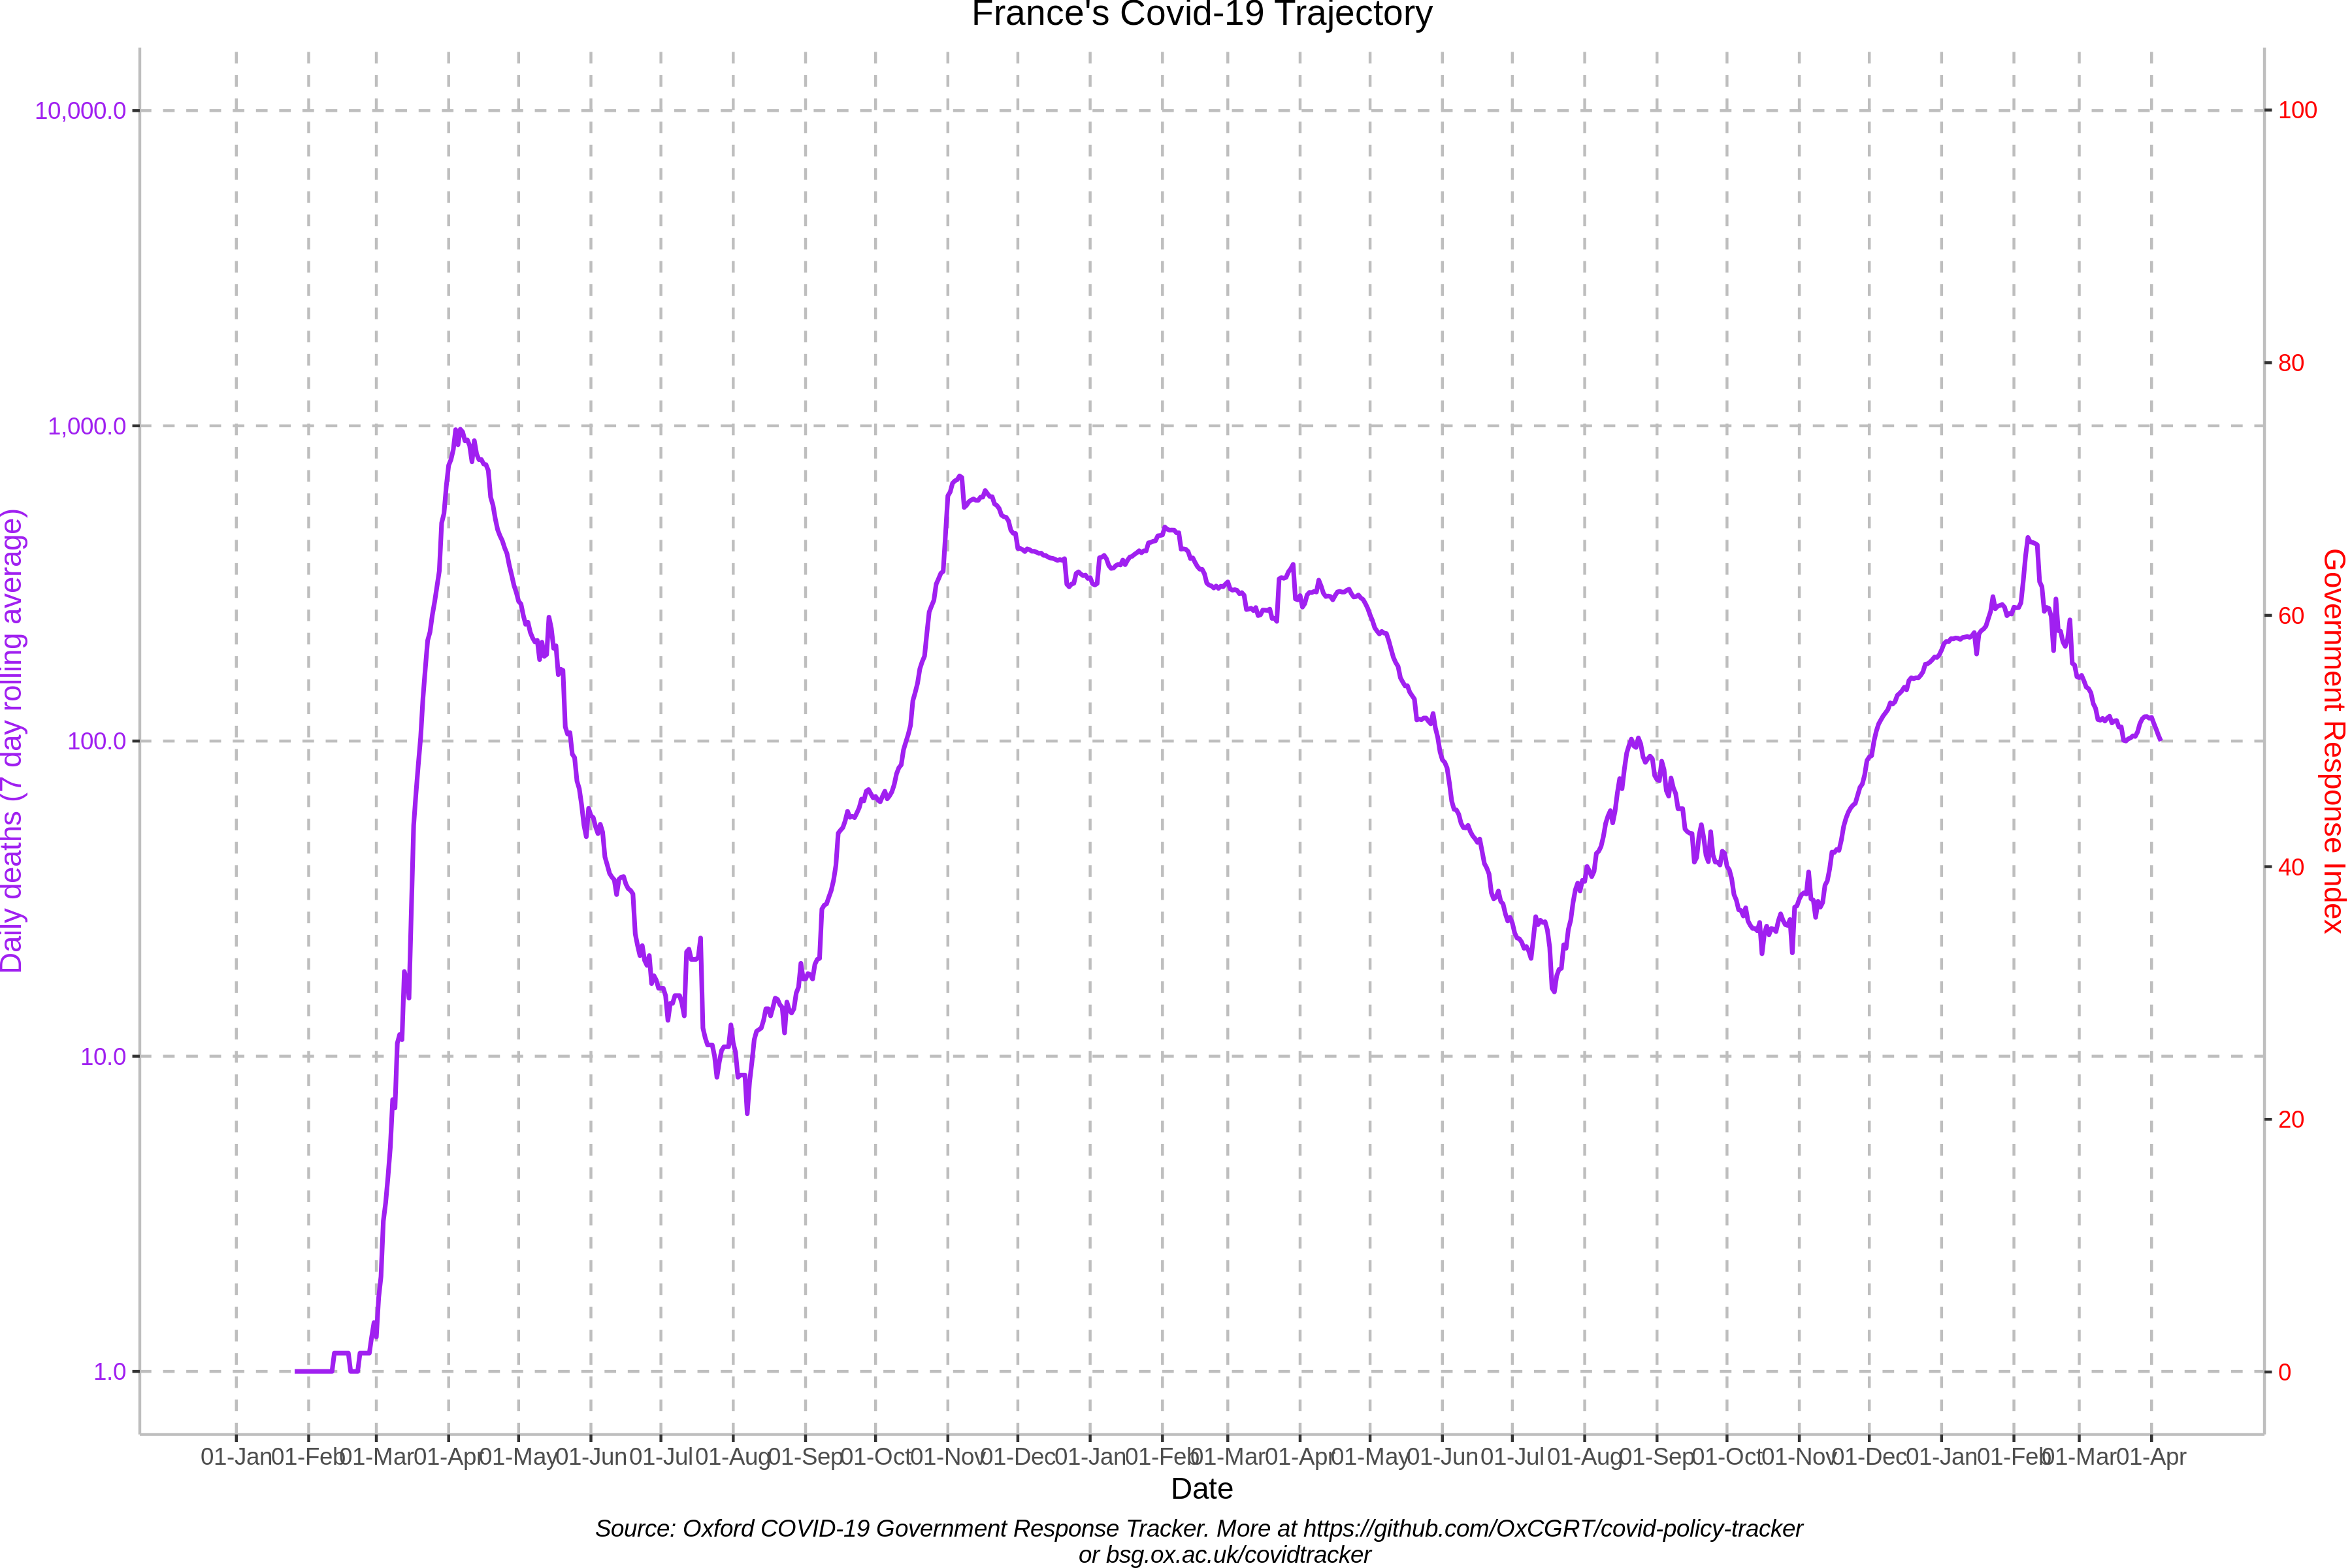 France's Covid-19 Trajectory
10,000.0
1,000.0
100.0
10.0
1.0
Daily deaths (7 day rolling average)
100
80
60
40
20
0
Government Response Index
01-Jan 01-Feb 01-Mar 01-Apr 01-May 01-Jun 01-Jul 01-Aug 01-Sep 01-Oct 01-Nov 01-Dec 01-Jan 01-Feb 01-Mar 01-Apr 01-May 01-Jun 01-Jul 01-Aug 01-Sep 01-Oct 01-Nov 01-Dec 01-Jan 01-Feb 01-Mar 01-Apr
Date
Source: Oxford COVID-19 Government Response Tracker. More at https://github.com/OxCGRT/covid-policy-tracker
or bsg.ox.ac.uk/covidtracker